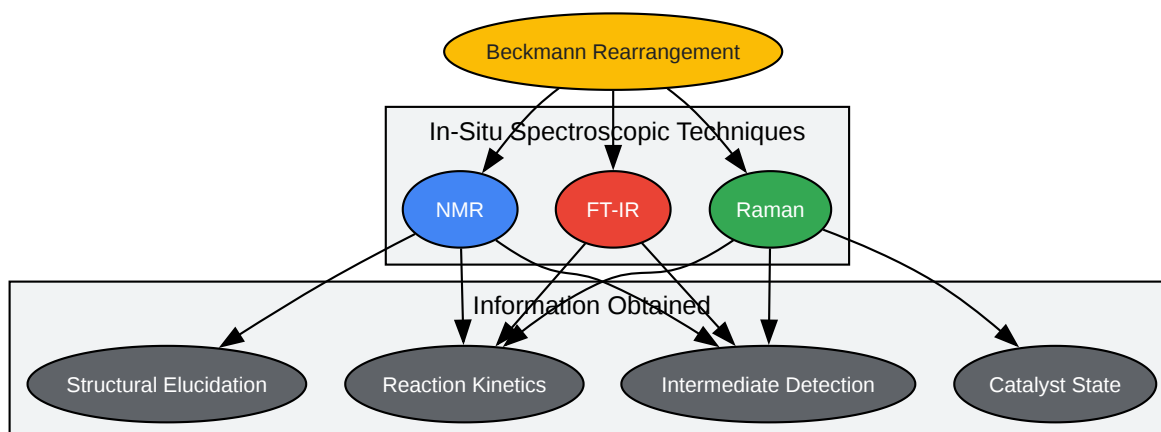 Beckmann Rearrangement
In-Situ Spectroscopic Techniques
NMR
FT-IR
Raman
Information Obtained
Structural Elucidation
Reaction Kinetics
Intermediate Detection
Catalyst State